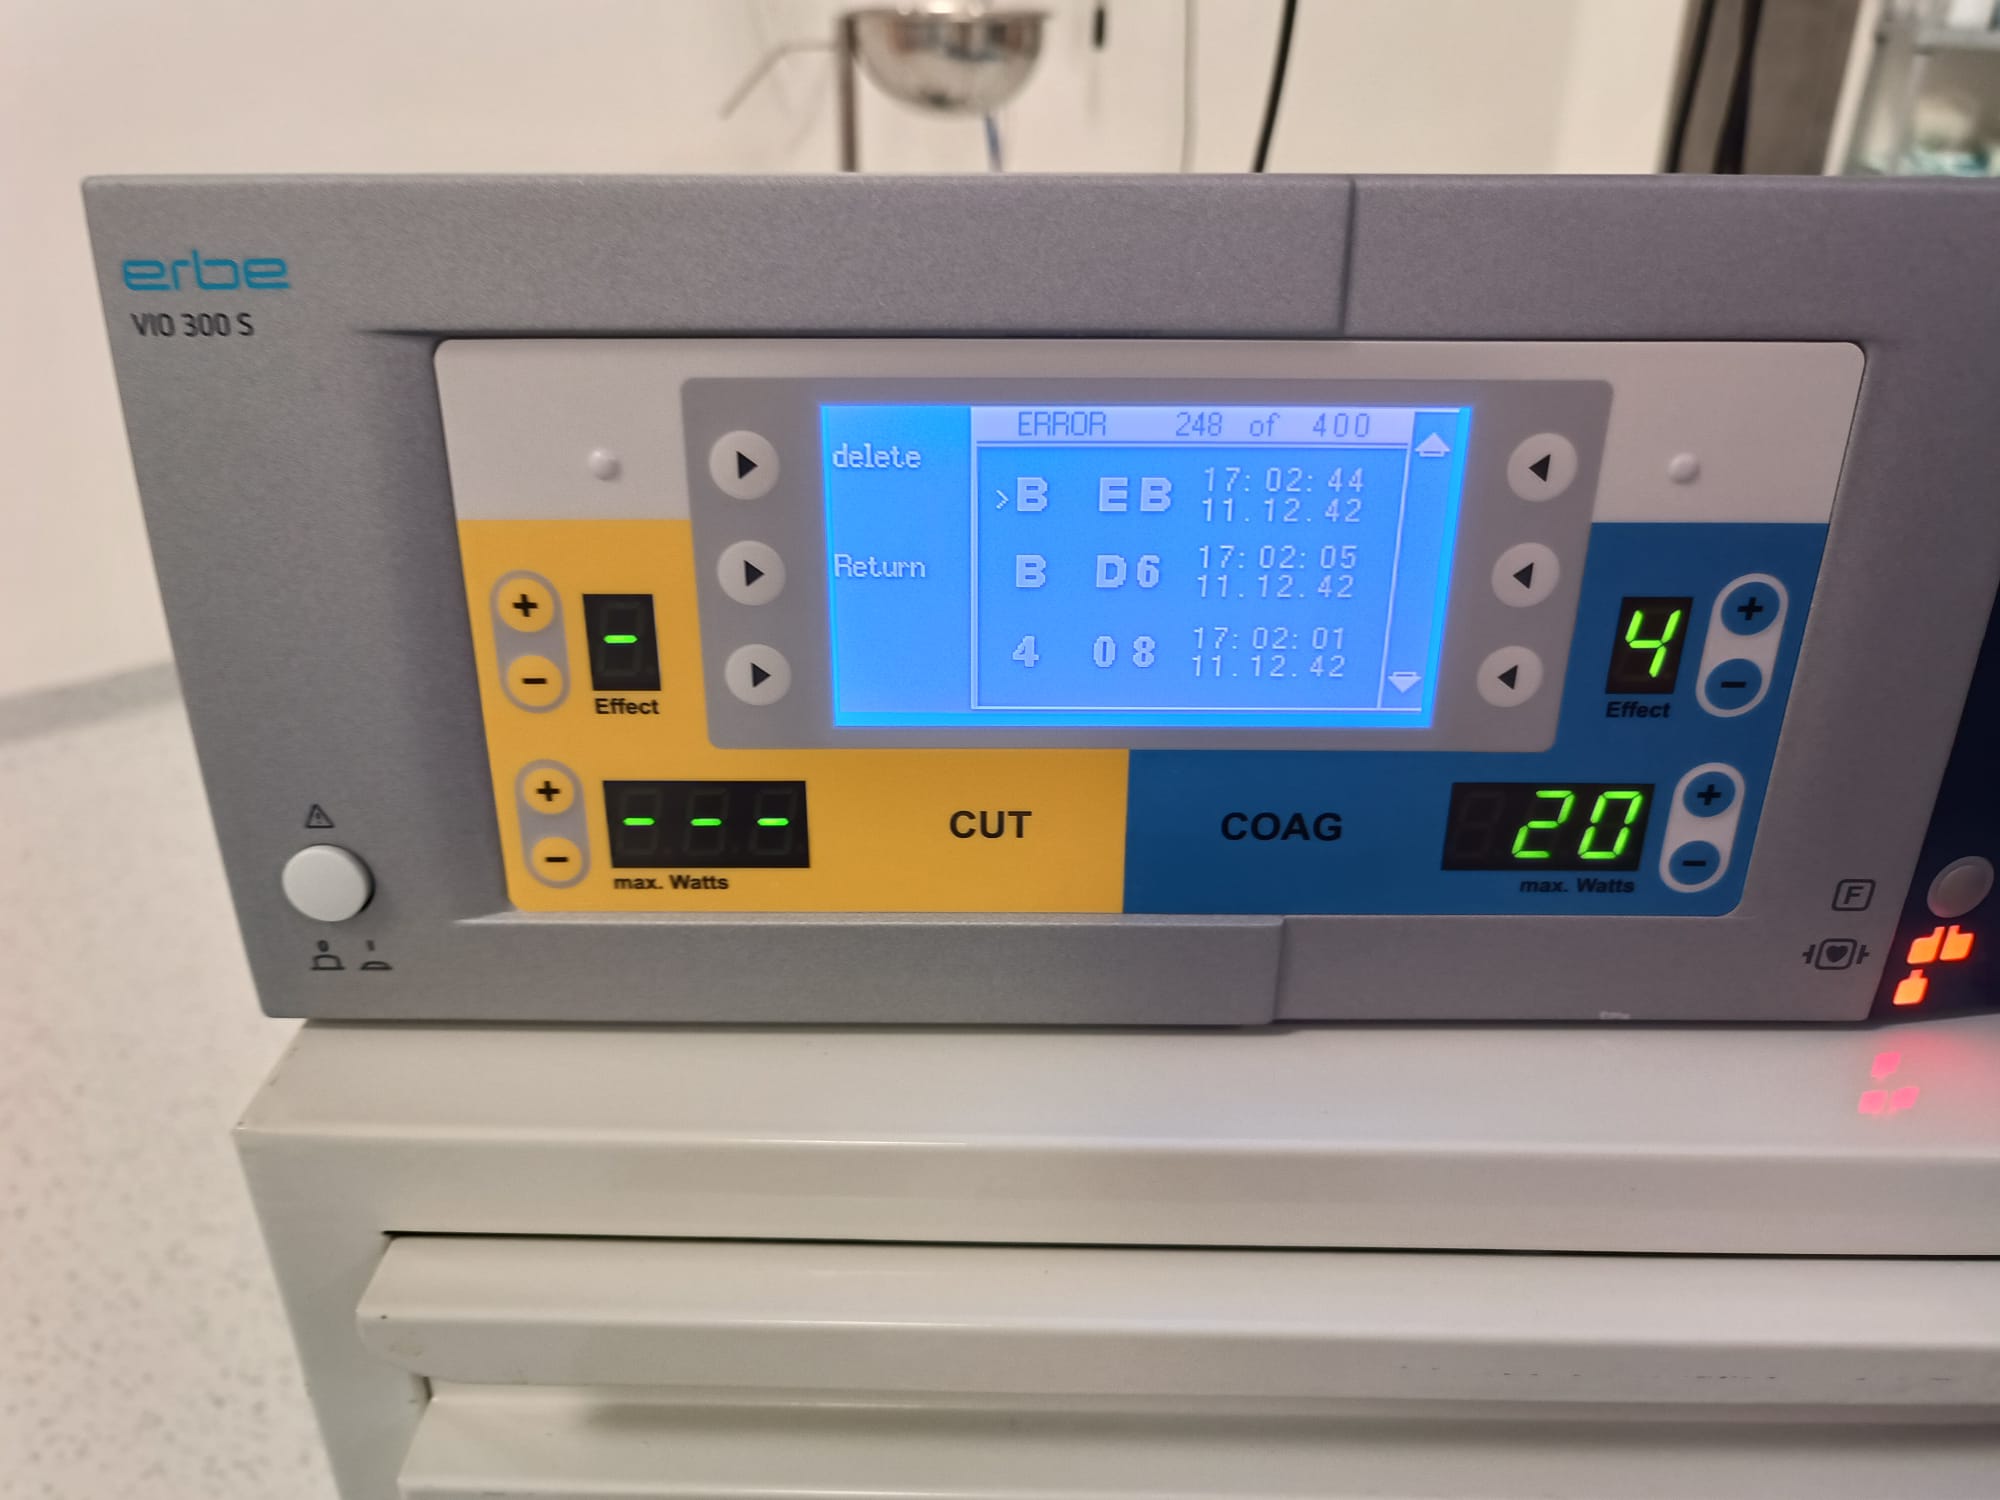 erbe
VIO 300 S
ERROR 248 of 400
delete
>B EB 17:02:44
11.12.42
Return
B D6 17:02:05
11.12.42
4 08 17:02:01
11.12.42
+
-
-
Effect
4
+
-
Effect
+
-
---
max. Watts
CUT
COAG
20
max. Watts
+
-
F